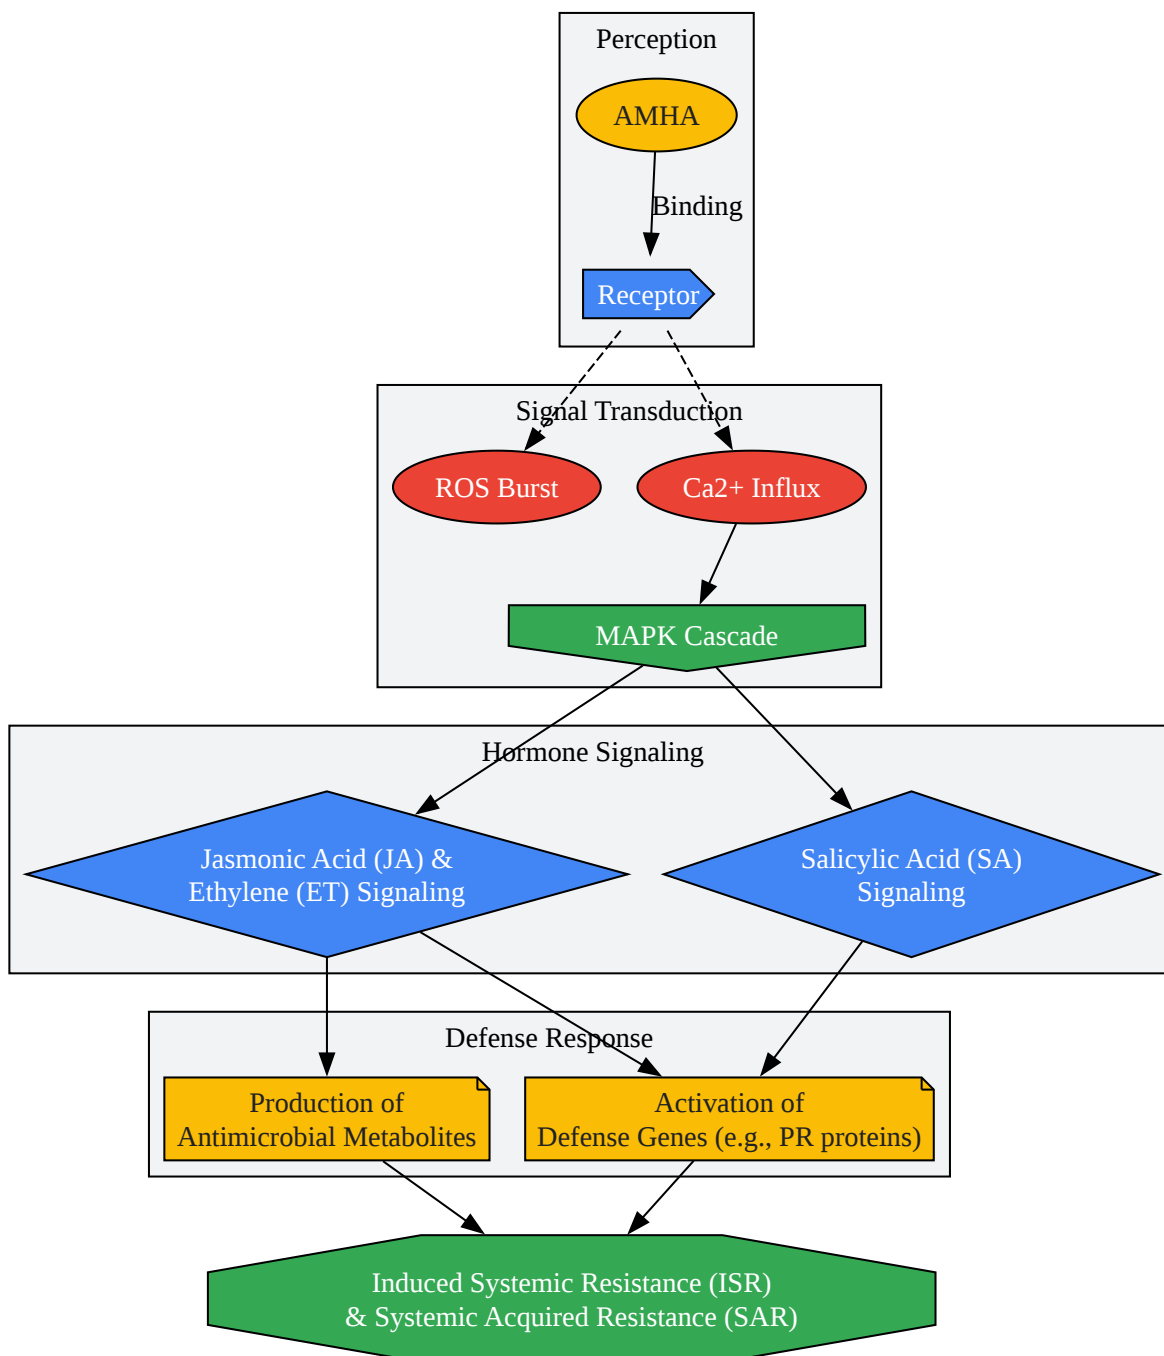 Perception
AMHA
Binding
Receptor
Signal Transduction
ROS Burst
Ca2+ Influx
MAPK Cascade
Hormone Signaling
Jasmonic Acid (JA) &
Ethylene (ET) Signaling
Salicylic Acid (SA)
Signaling
Defense Response
Production of
Antimicrobial Metabolites
Activation of
Defense Genes (e.g., PR proteins)
Induced Systemic Resistance (ISR)
& Systemic Acquired Resistance (SAR)